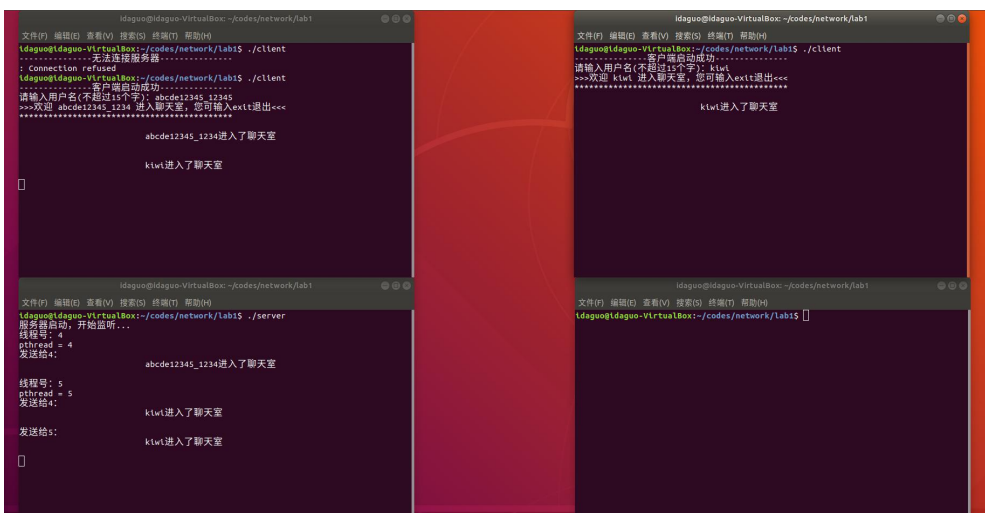 idaguo@idaguo-VirtualBox: ~/codes/network/lab1
文件(F) 编辑(E) 查看(V) 搜索(S) 终端(T) 帮助(H)
idaguo@idaguo-VirtualBox:~/codes/network/lab1$ ./client
---------------无法连接服务器---------------
: Connection refused
idaguo@idaguo-VirtualBox:~/codes/network/lab1$ ./client
---------------客户端启动成功---------------
请输入用户名(不超过15个字): abcde12345_12345
>>>欢迎 abcde12345_1234 进入聊天室, 您可输入exit退出<<<
********************************************
abcde12345_1234进入了聊天室
kiwi进入了聊天室
idaguo@idaguo-VirtualBox: ~/codes/network/lab1
文件(F) 编辑(E) 查看(V) 搜索(S) 终端(T) 帮助(H)
idaguo@idaguo-VirtualBox:~/codes/network/lab1$ ./client
---------------客户端启动成功---------------
请输入用户名(不超过15个字): kiwi
>>>欢迎 kiwi 进入聊天室, 您可输入exit退出<<<
********************************************
kiwi进入了聊天室
idaguo@idaguo-VirtualBox: ~/codes/network/lab1
文件(F) 编辑(E) 查看(V) 搜索(S) 终端(T) 帮助(H)
idaguo@idaguo-VirtualBox:~/codes/network/lab1$ ./server
服务器启动, 开始监听...
线程号: 4
pthread = 4
发送给4:
abcde12345_1234进入了聊天室
线程号: 5
pthread = 5
发送给4:
kiwi进入了聊天室
发送给5:
kiwi进入了聊天室
idaguo@idaguo-VirtualBox: ~/codes/network/lab1
文件(F) 编辑(E) 查看(V) 搜索(S) 终端(T) 帮助(H)
idaguo@idaguo-VirtualBox:~/codes/network/lab1$